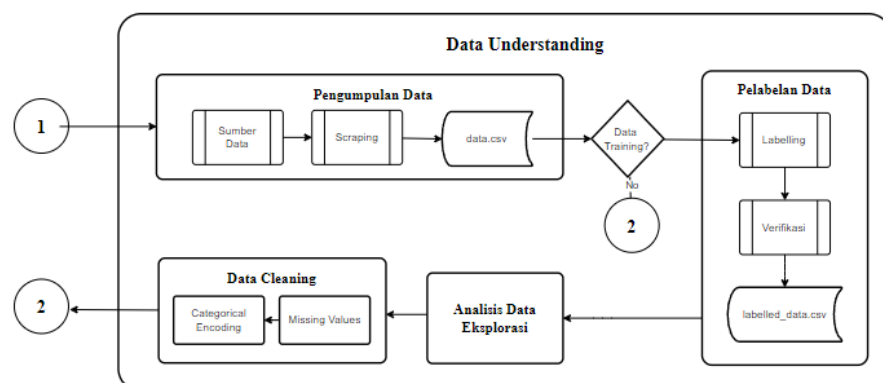 Data Understanding
Pengumpulan Data
Pelabelan Data
1
Sumber
Data
Scraping
data.csv
Data
Training?
Labelling
No
2
Verifikasi
2
Data Cleaning
Categorical
Encoding
Missing Values
Analisis Data
Eksplorasi
labelled_data.csv